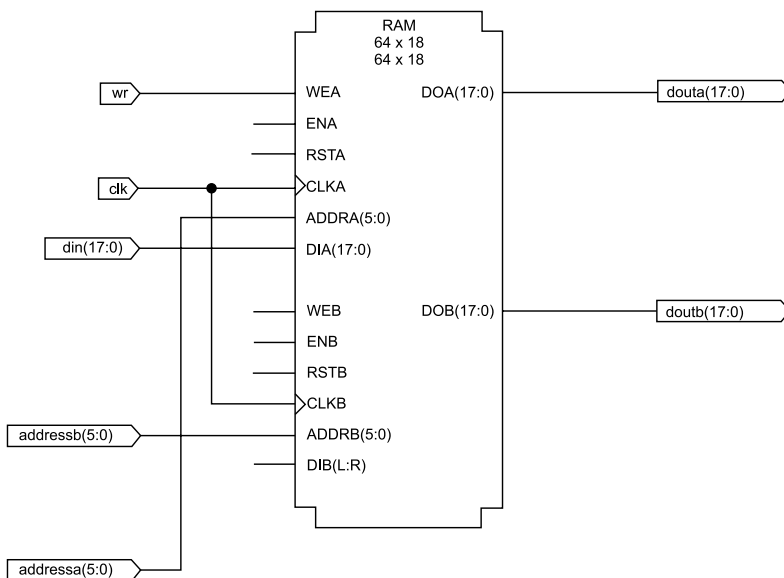 RAM
64 x 18
64 x 18
wr
WEA
DOA(17:0)
douta(17:0)
ENA
RSTA
clk
CLKA
ADDRA(5:0)
din(17:0)
DIA(17:0)
WEB
DOB(17:0)
doutb(17:0)
ENB
RSTB
CLKB
addressb(5:0)
ADDRB(5:0)
DIB(L:R)
addressa(5:0)